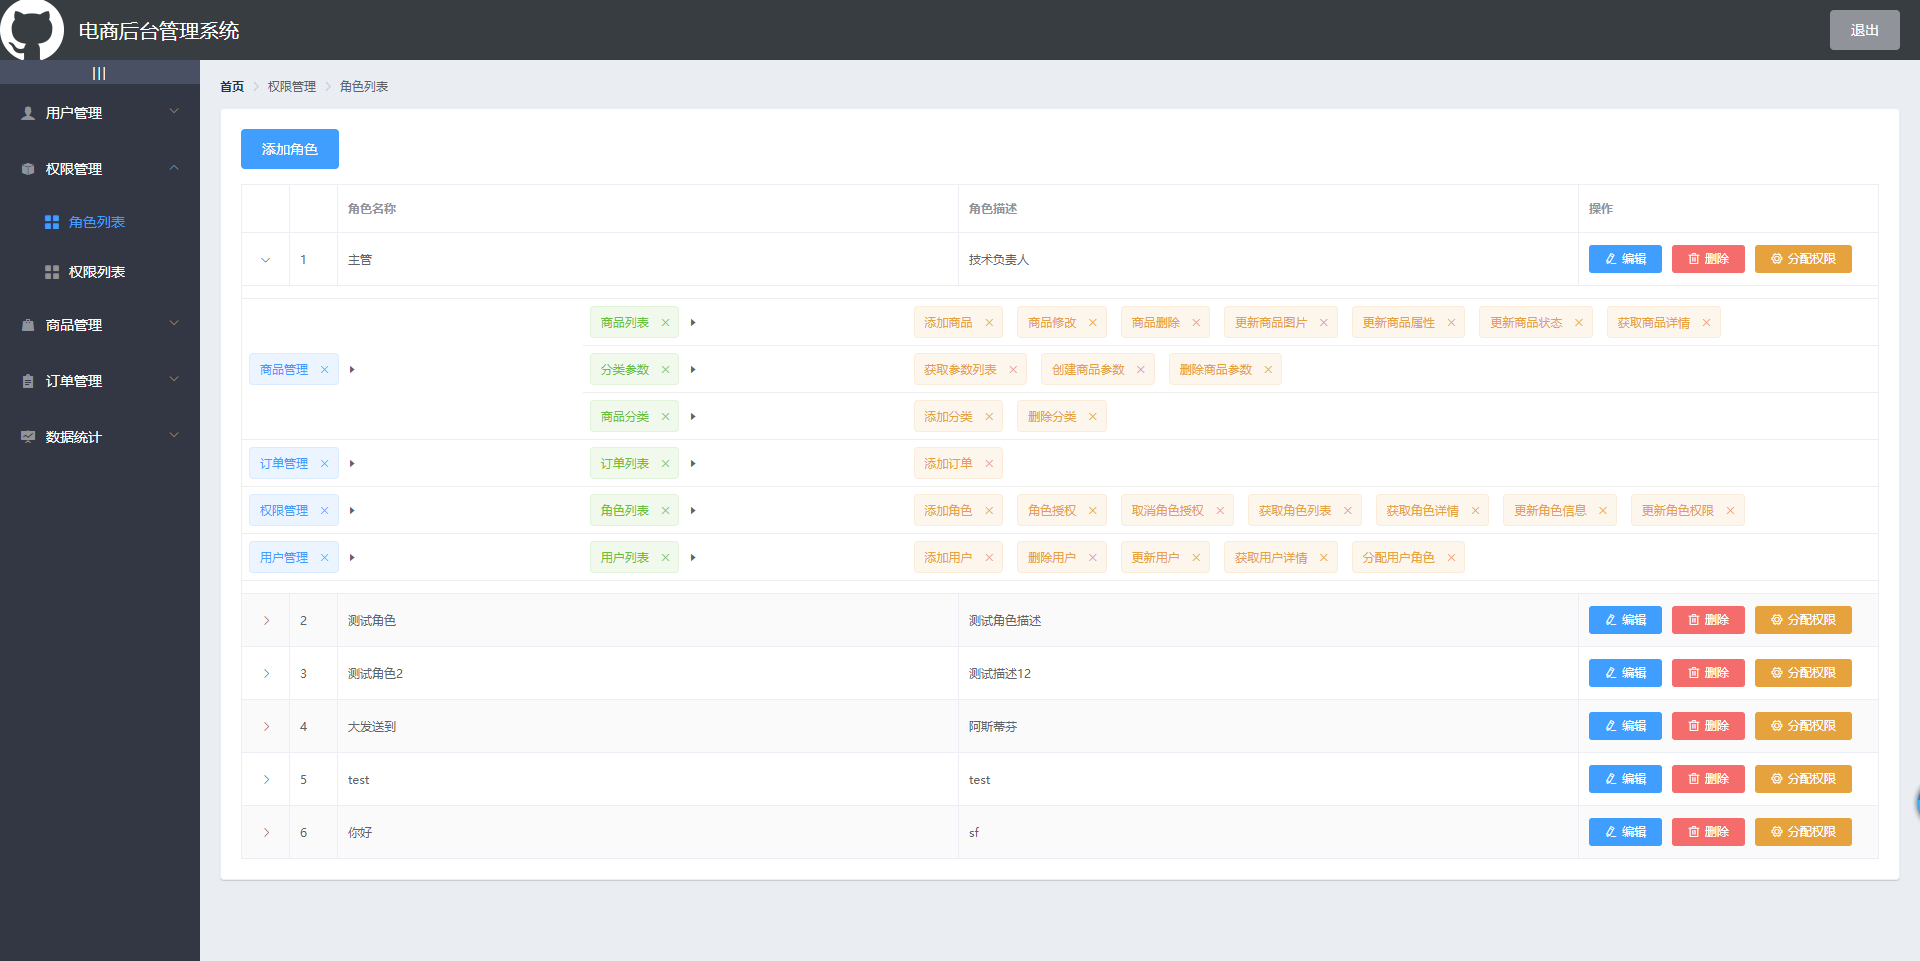 电商后台管理系统
退出
|||
首页 > 权限管理 > 角色列表
用户管理
权限管理
角色列表
权限列表
商品管理
订单管理
数据统计
添加角色
角色名称 角色描述 操作
1 主管 技术负责人 编辑 删除 分配权限
商品管理
商品列表 添加商品 商品修改 商品删除 更新商品图片 更新商品属性 更新商品状态 获取商品详情
分类参数 获取参数列表 创建商品参数 删除商品参数
商品分类 添加分类 删除分类
订单管理 订单列表 添加订单
权限管理 角色列表 添加角色 角色授权 取消角色授权 获取角色列表 获取角色详情 更新角色信息 更新角色权限
用户管理 用户列表 添加用户 删除用户 更新用户 获取用户详情 分配用户角色
2 测试角色 测试角色描述 编辑 删除 分配权限
3 测试角色2 测试描述12 编辑 删除 分配权限
4 大发送到 阿斯蒂芬 编辑 删除 分配权限
5 test test 编辑 删除 分配权限
6 你好 sf 编辑 删除 分配权限